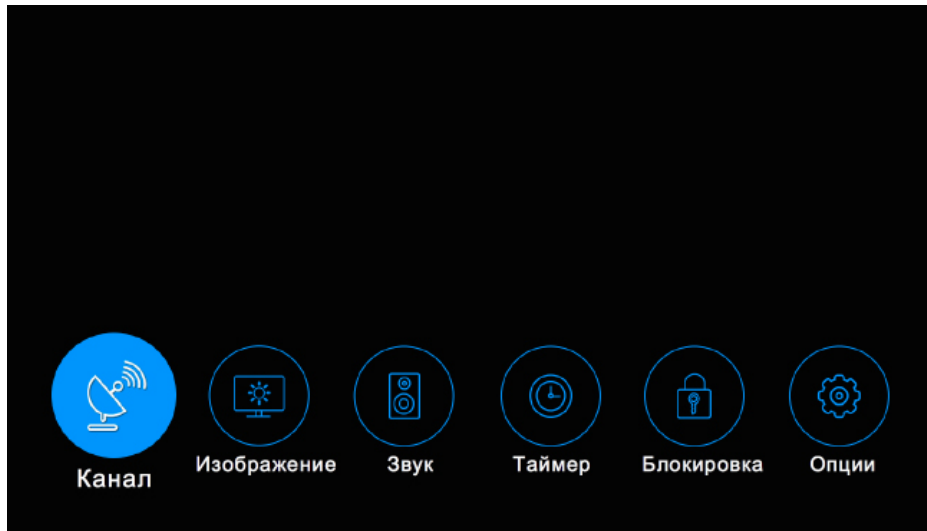 Канал
Изображение
Звук
Таймер
Блокировка
Опции